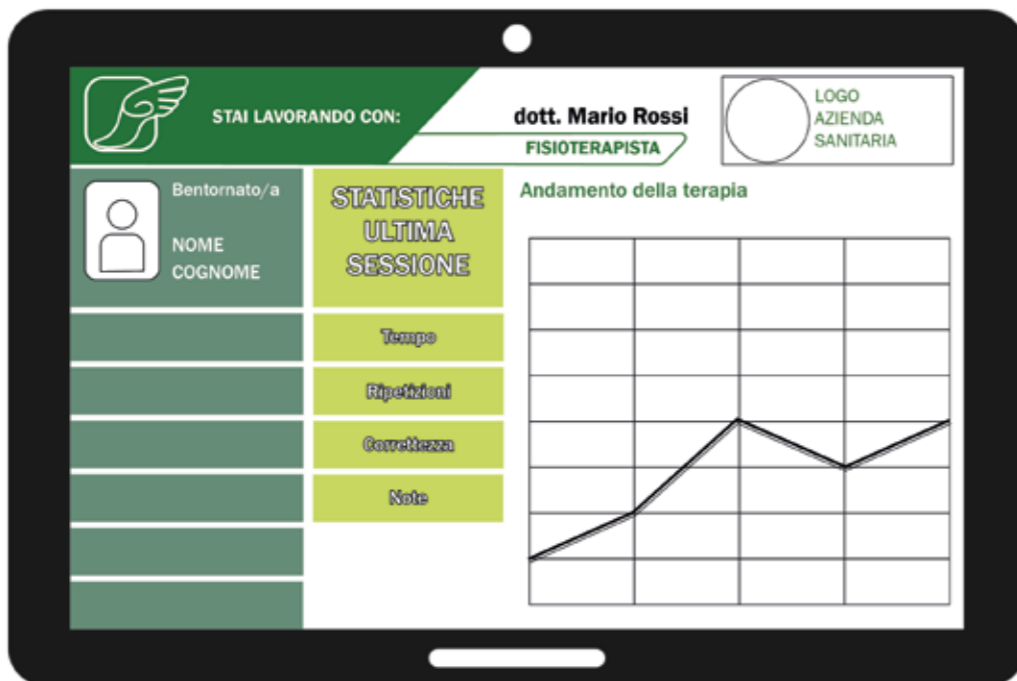 STAI LAVORANDO CON:
dott. Mario Rossi
FISIOTERAPISTA
LOGO
AZIENDA
SANITARIA
Bentornato/a
NOME
COGNOME
STATISTICHE
ULTIMA
SESSIONE
Tempo
Ripetizioni
Correttezza
Note
Andamento della terapia